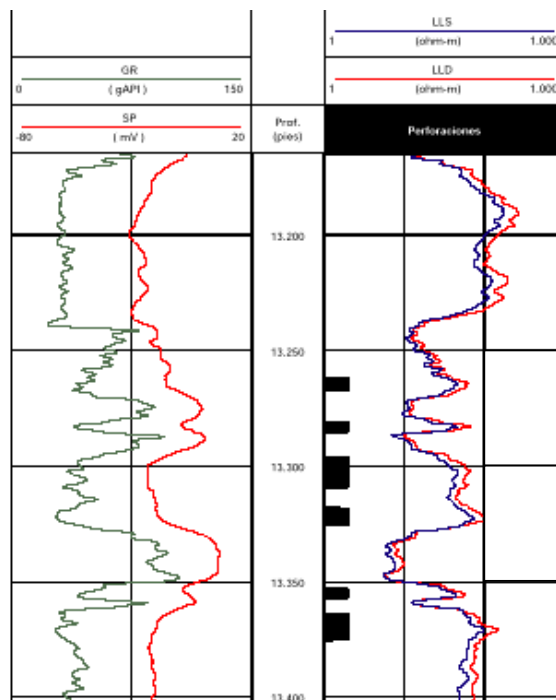 LLS
1 (ohm-m) 1.000
GR
0 ( gAPI ) 150
LLD
1 (ohm-m) 1.000
SP
-80 ( mV ) 20
Prof.
(pies)
Perforaciones
13.200
13.250
13.300
13.350
13.400